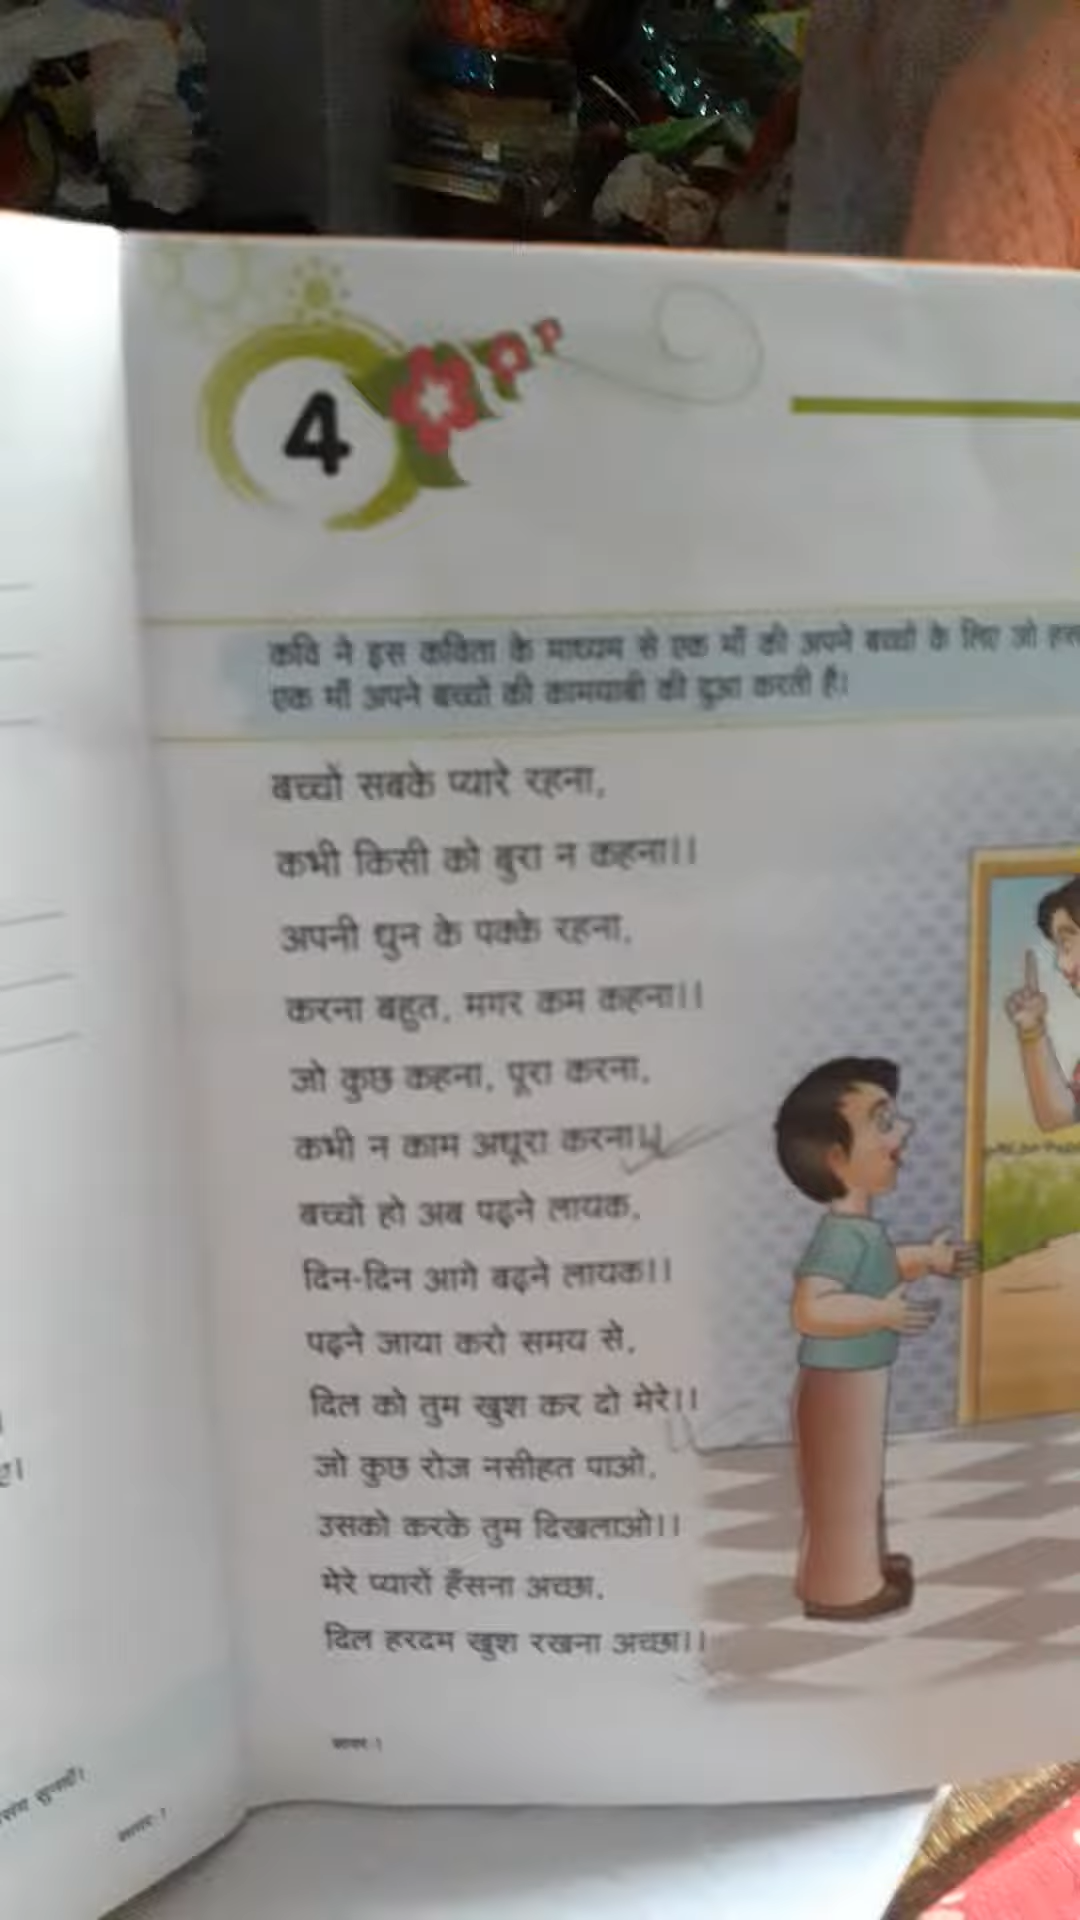 4
कवि ने इस कविता के माध्यम से एक माँ की अपने बच्चों के लिए जो
एक माँ अपने बच्चों की कामयाबी की दुआ करती है।
बच्चों सबके प्यारे रहना,
कभी किसी को बुरा न कहना।।
अपनी धुन के पक्के रहना,
करना बहुत, मगर कम कहना।।
जो कुछ कहना, पूरा करना,
कभी न काम अधूरा करना।।
बच्चों हो अब पढ़ने लायक,
दिन-दिन आगे बढ़ने लायक।।
पढ़ने जाया करो समय से,
दिल को तुम खुश कर दो मेरे।।
जो कुछ रोज नसीहत पाओ,
उसको करके तुम दिखलाओ।।
मेरे प्यारों हँसना अच्छा,
दिल हरदम खुश रखना अच्छा।।